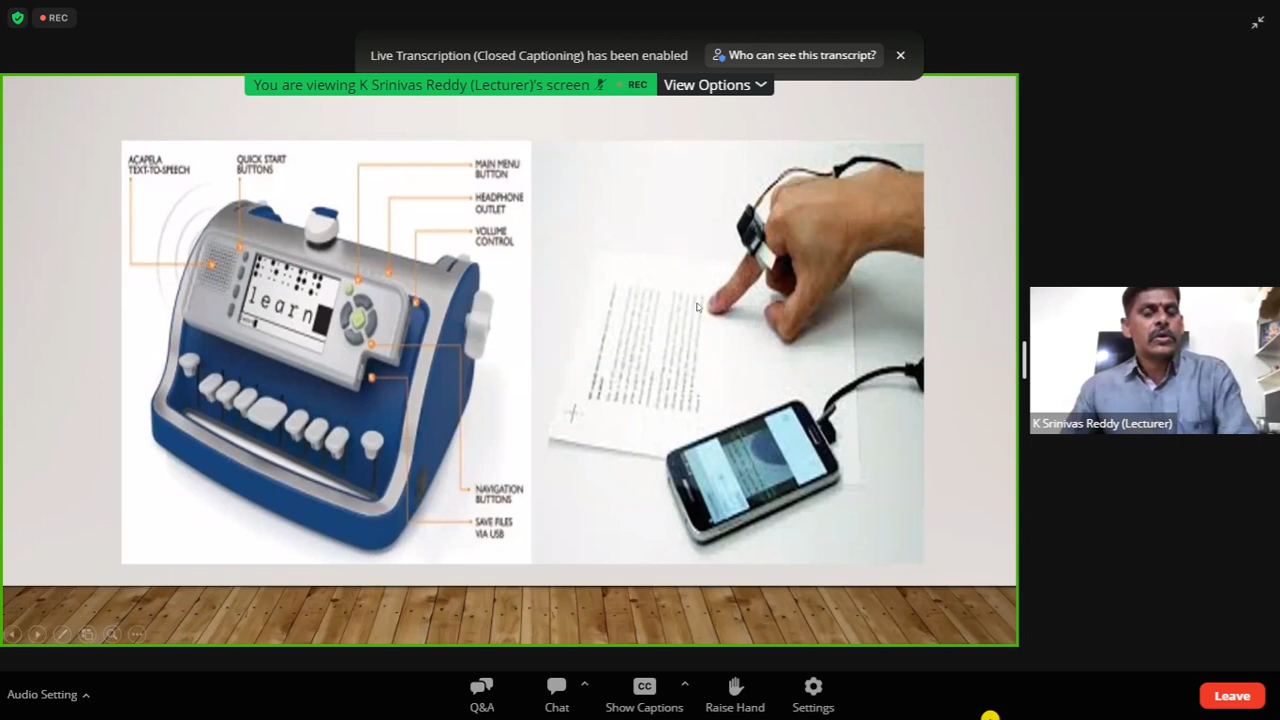 REC
Live Transcription (Closed Captioning) has been enabled
Who can see this transcript?
You are viewing K Srinivas Reddy (Lecturer)'s screen
REC
View Options
ACAPELA
TEXT-TO-SPEECH
QUICK START
BUTTONS
MAIN MENU
BUTTON
HEADPHONE
OUTLET
VOLUME
CONTROL
learn
NAVIGATION
BUTTONS
SAVE FILES
VIA USB
K Srinivas Reddy (Lecturer)
Audio Setting
Q&A
Chat
CC
Show Captions
Raise Hand
Settings
Leave